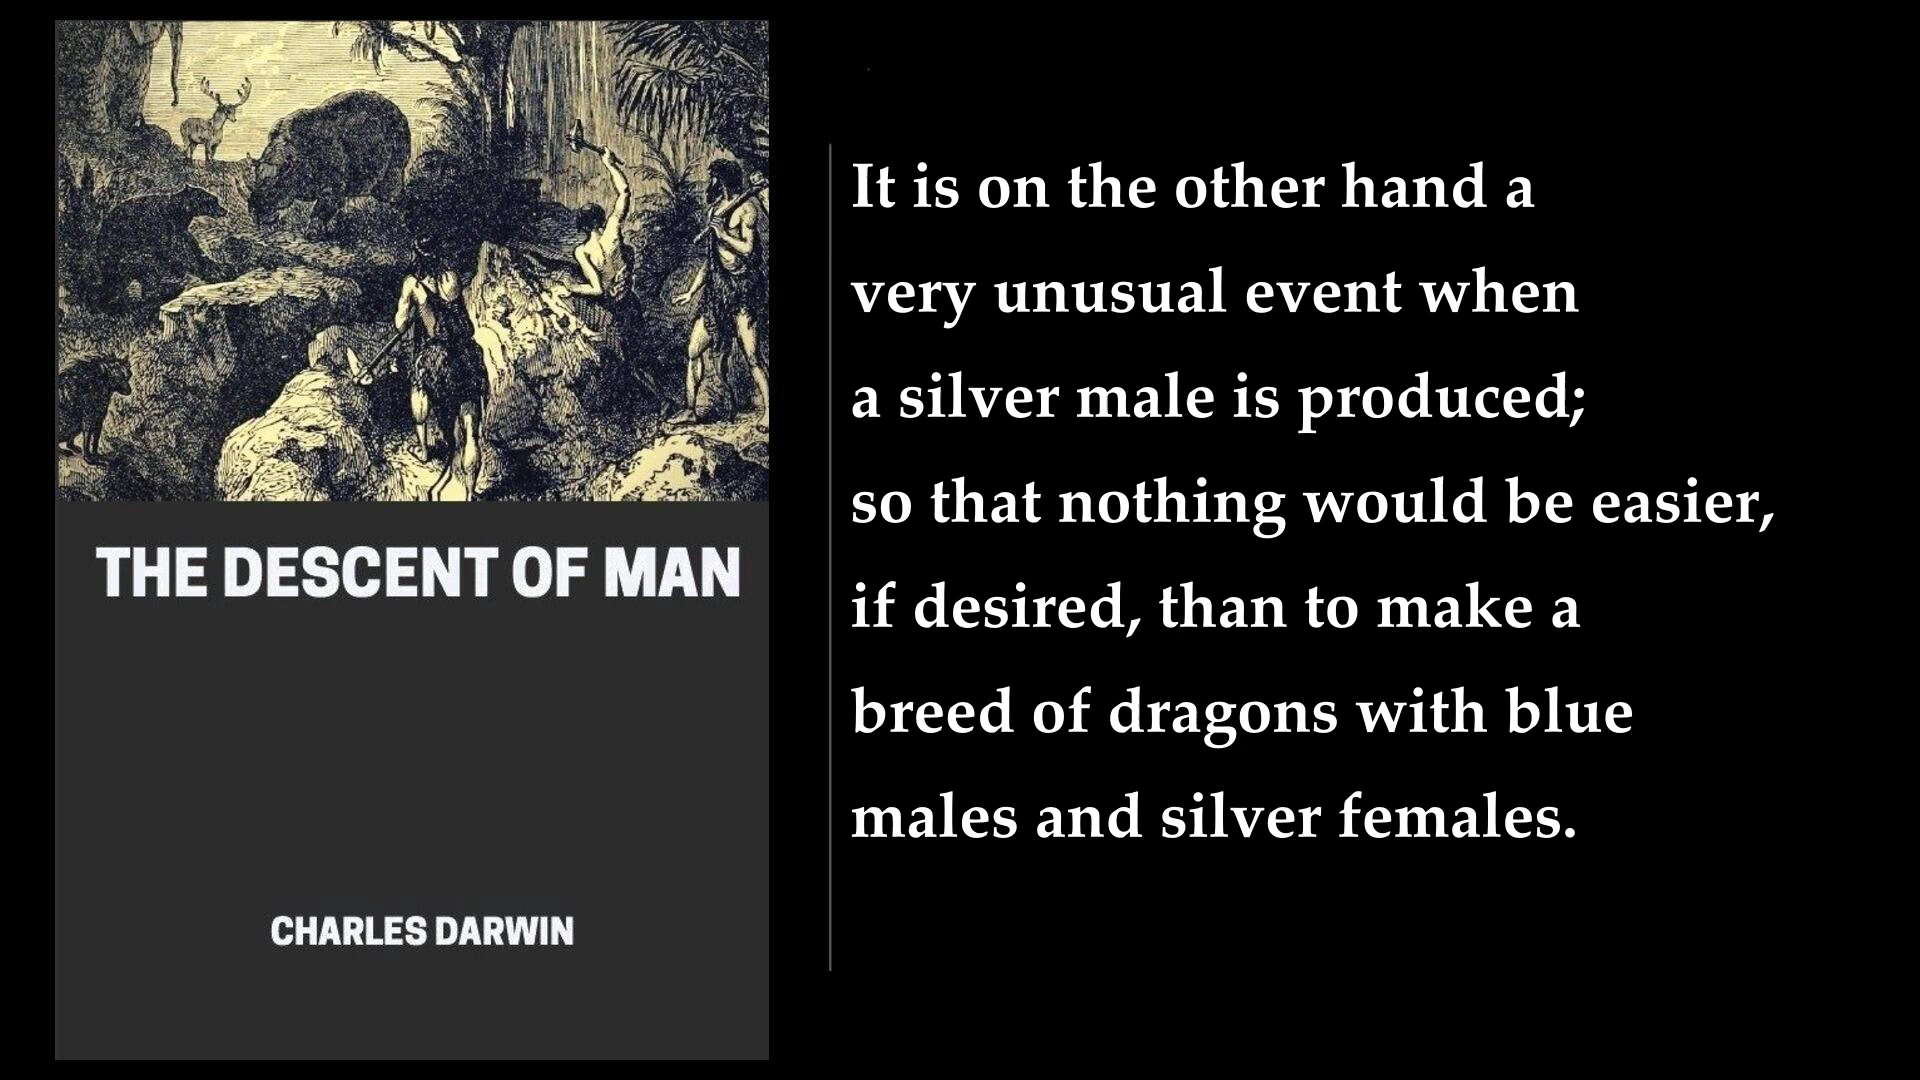 THE DESCENT OF MAN
CHARLES DARWIN
It is on the other hand a
very unusual event when
a silver male is produced;
so that nothing would be easier,
if desired, than to make a
breed of dragons with blue
males and silver females.